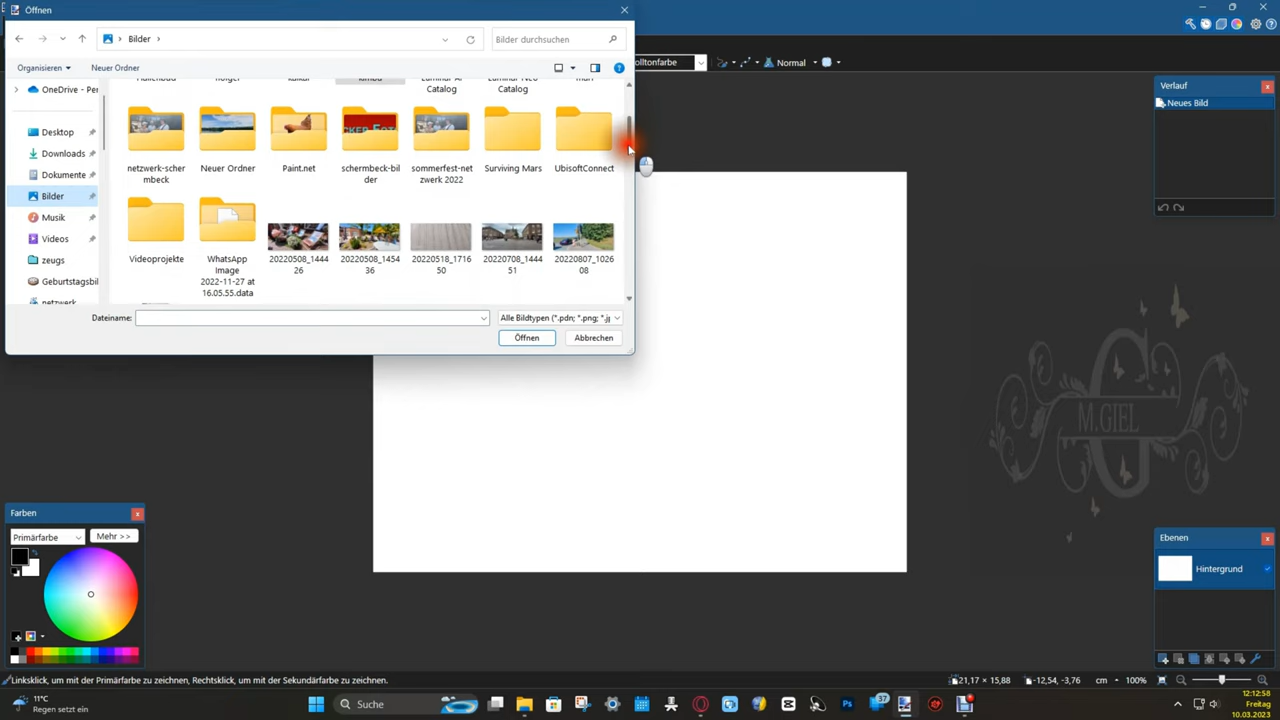 Öffnen
Bilder
Bilder durchsuchen
Organisieren
Neuer Ordner
Volltonfarbe
Normal
OneDrive - Per
Desktop
Downloads
Dokumente
Bilder
Musik
Videos
zeugs
Geburtstagsbil
netzwerk
Catalog
Catalog
netzwerk-scher
mbeck
Neuer Ordner
Paint.net
schermbeck-bil
der
sommerfest-net
zwerk 2022
Surviving Mars
UbisoftConnect
Videoprojekte
WhatsApp
Image
2022-11-27 at
16.05.55.data
20220508_1444
26
20220508_1454
36
20220518_1716
50
20220708_1444
51
20220807_1026
08
Dateiname:
Alle Bildtypen (*.pdn; *.png; *.jp
Öffnen
Abbrechen
Verlauf
Neues Bild
M.GIEL
Farben
Primärfarbe
Mehr >>
Ebenen
Hintergrund
Linksklick, um mit der Primärfarbe zu zeichnen, Rechtsklick, um mit der Sekundärfarbe zu zeichnen.
21,17 × 15,88
-12,54, -3,76
cm
100%
11°C
Regen setzt ein
Suche
37
12:12:58
Freitag
10.03.2023